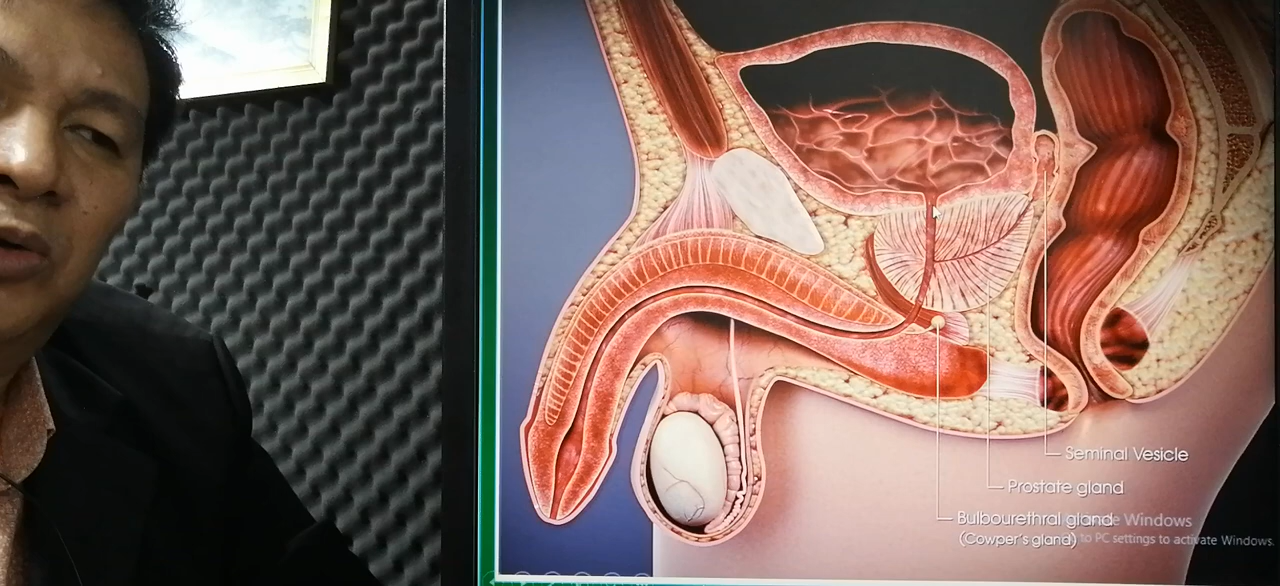 Seminal Vesicle
Prostate gland
Bulbourethral gland
(Cowper's gland)
Windows
to PC settings to activate Windows.